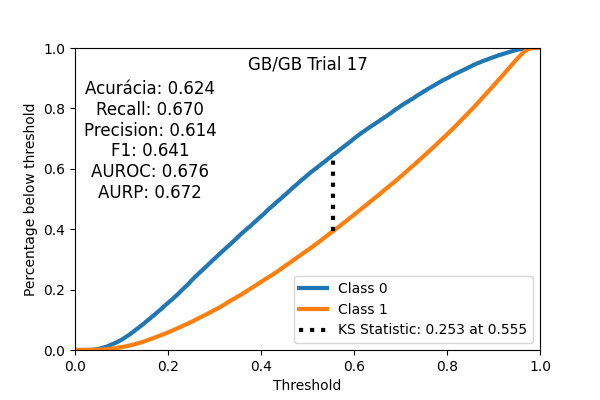 GB/GB Trial 17
Acurácia: 0.624
Recall: 0.670
Precision: 0.614
F1: 0.641
AUROC: 0.676
AURP: 0.672
Percentage below threshold
1.0
0.8
0.6
0.4
0.2
0.0
Class 0
Class 1
KS Statistic: 0.253 at 0.555
0.0 0.2 0.4 0.6 0.8 1.0
Threshold